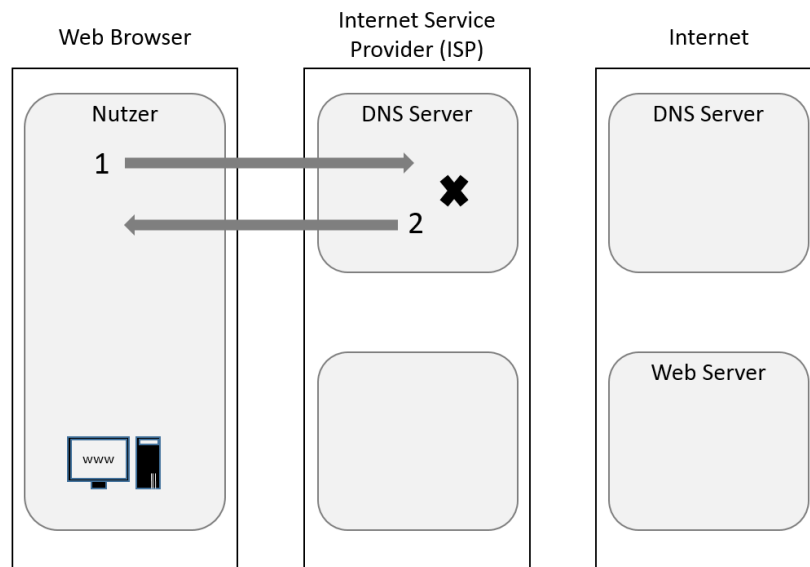 Web Browser
Internet Service
Provider (ISP)
Internet
Nutzer
DNS Server
DNS Server
1
2
Web Server
www